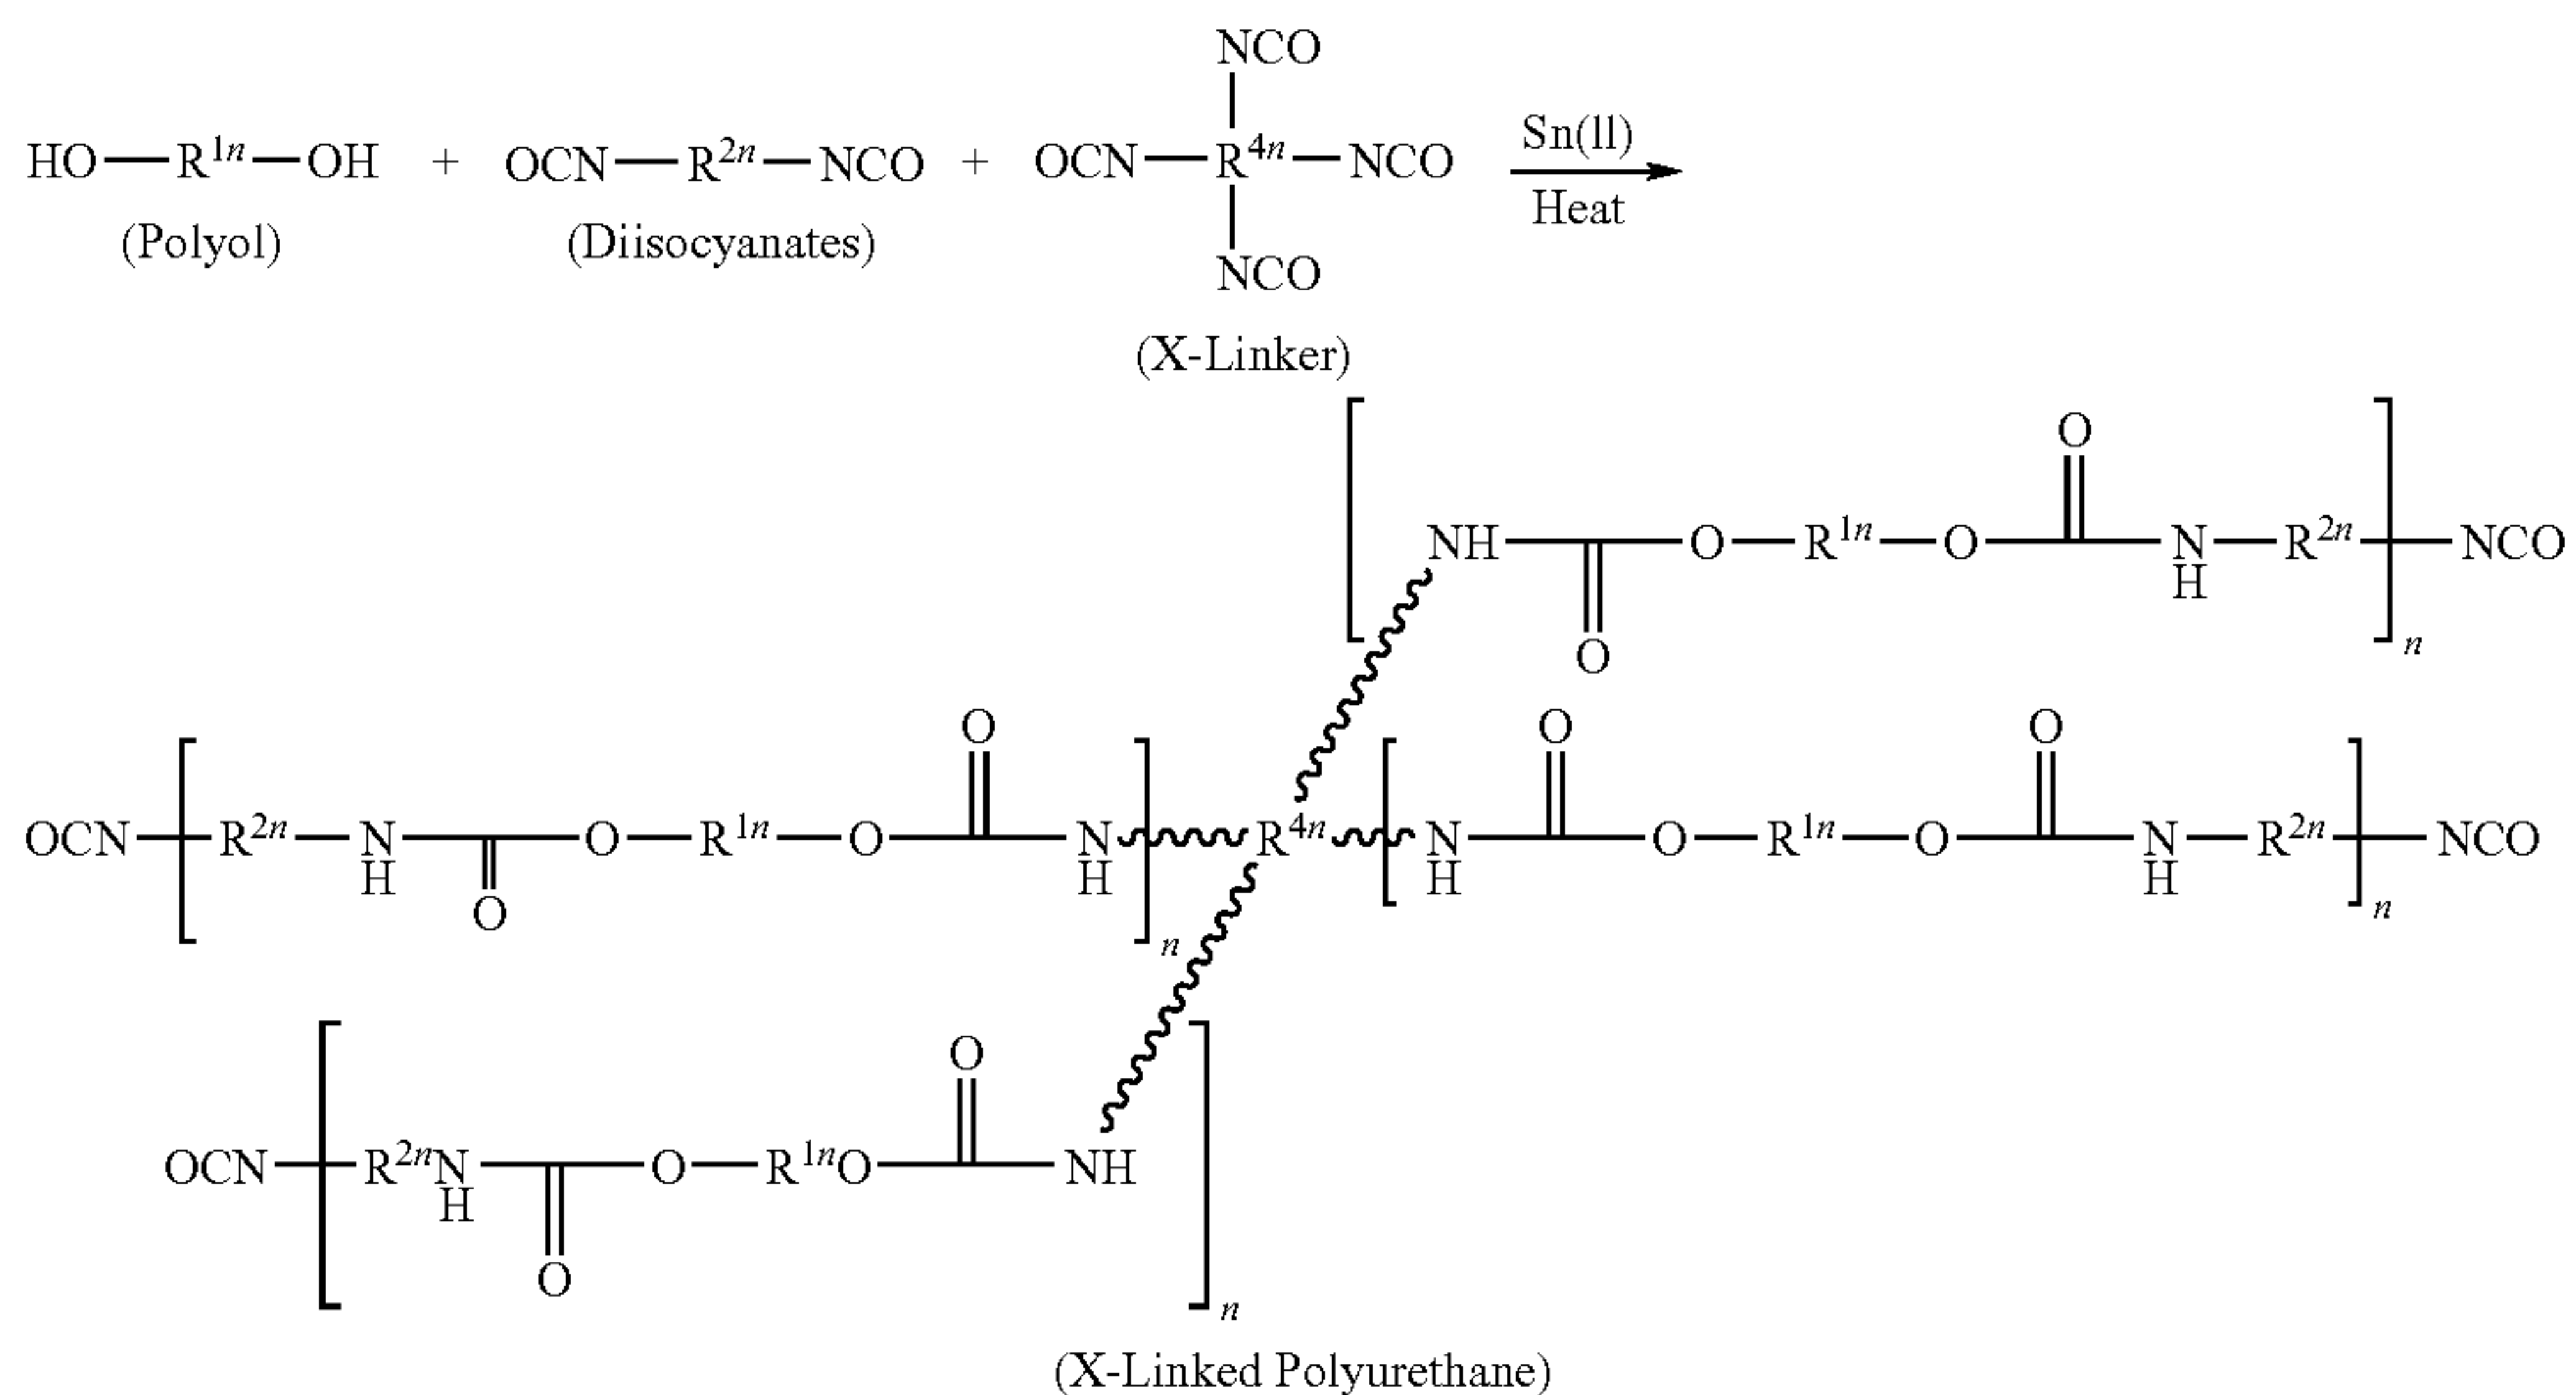 NCO
HO—R¹ⁿ—OH + OCN—R²ⁿ—NCO + OCN—R⁴ⁿ—NCO Sn(ll)
Heat
(Polyol) (Diisocyanates) NCO
(X-Linker)
O
NH O—R¹ⁿ—O N—R²ⁿ NCO
H
O n
O O O
OCN R²ⁿ—N O—R¹ⁿ—O N R⁴ⁿ N O—R¹ⁿ—O N—R²ⁿ NCO
H H H H
O n n
O
OCN R²ⁿN O—R¹ⁿO NH
H
O n
(X-Linked Polyurethane)